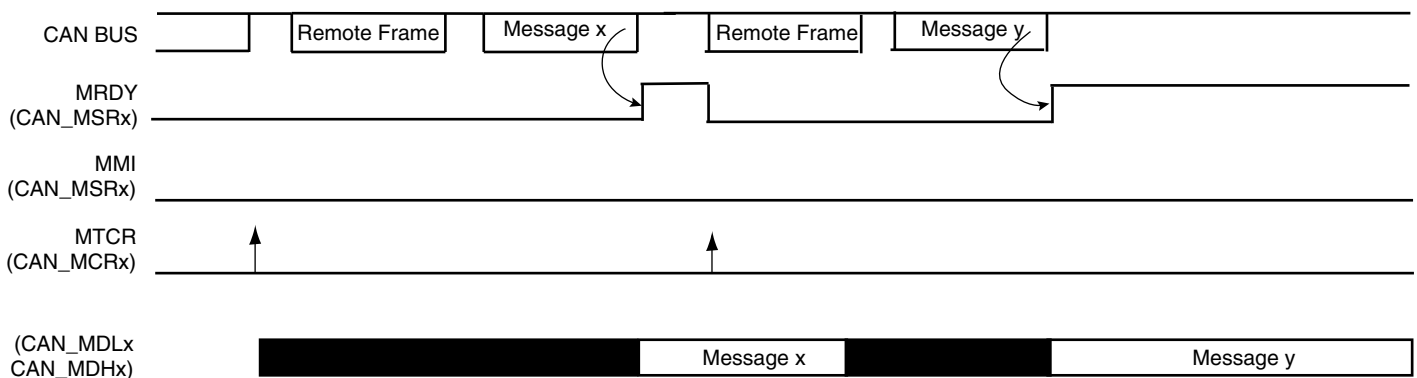 CAN BUS
Remote Frame
Message x
Remote Frame
Message y
MRDY
(CAN_MSRx)
MMI
(CAN_MSRx)
MTCR
(CAN_MCRx)
(CAN_MDLx
CAN_MDHx)
Message x
Message y